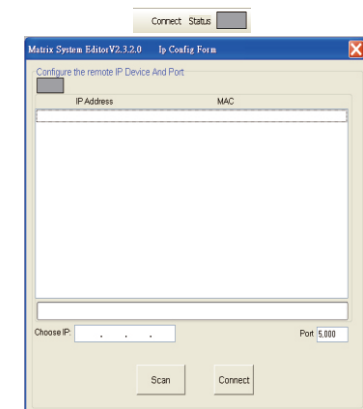 Connect Status
Matrix System EditorV2.3.2.0 Ip Config Form
Configure the remote IP Device And Port
IP Address MAC
Choose IP: . . . Port 5,000
Scan Connect